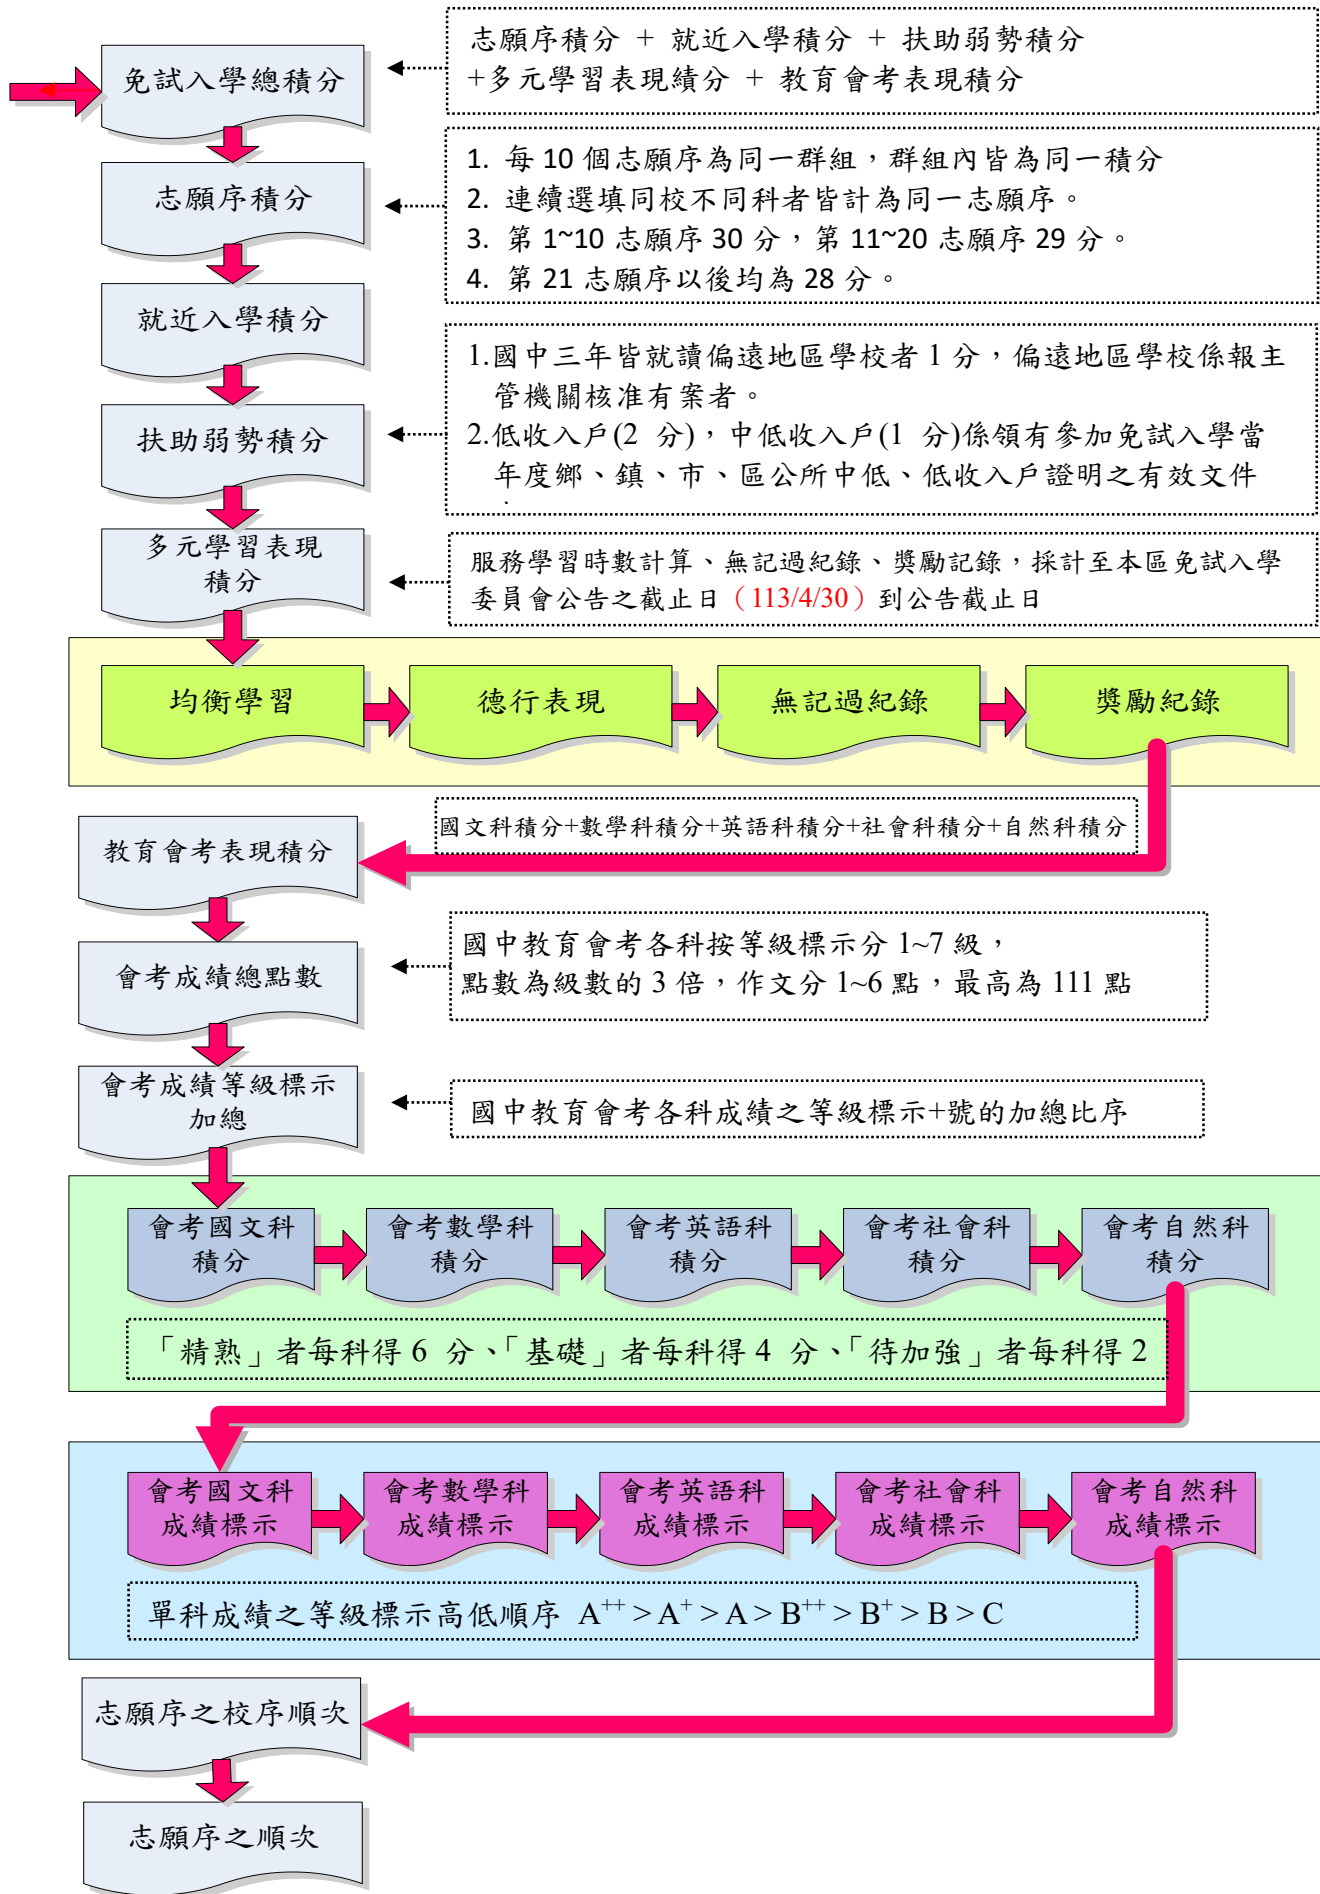 免試入學總積分
志願序積分 + 就近入學積分 + 扶助弱勢積分
+多元學習表現績分 + 教育會考表現積分
志願序積分
1. 每 10 個志願序為同一群組，群組內皆為同一積分
2. 連續選填同校不同科者皆計為同一志願序。
3. 第 1~10 志願序 30 分，第 11~20 志願序 29 分。
4. 第 21 志願序以後均為 28 分。
就近入學積分
扶助弱勢積分
1.國中三年皆就讀偏遠地區學校者 1 分，偏遠地區學校係報主
管機關核准有案者。
2.低收入戶(2 分)，中低收入戶(1 分)係領有參加免試入學當
年度鄉、鎮、市、區公所中低、低收入戶證明之有效文件
多元學習表現
積分
服務學習時數計算、無記過紀錄、獎勵記錄，採計至本區免試入學
委員會公告之截止日（113/4/30）到公告截止日
均衡學習
德行表現
無記過紀錄
獎勵紀錄
國文科積分+數學科積分+英語科積分+社會科積分+自然科積分
教育會考表現積分
會考成績總點數
國中教育會考各科按等級標示分 1~7 級，
點數為級數的 3 倍，作文分 1~6 點，最高為 111 點
會考成績等級標示
加總
國中教育會考各科成績之等級標示+號的加總比序
會考國文科
積分
會考數學科
積分
會考英語科
積分
會考社會科
積分
會考自然科
積分
「精熟」者每科得 6 分、「基礎」者每科得 4 分、「待加強」者每科得 2
會考國文科
成績標示
會考數學科
成績標示
會考英語科
成績標示
會考社會科
成績標示
會考自然科
成績標示
單科成績之等級標示高低順序 A++ > A+ > A > B++ > B+ > B > C
志願序之校序順次
志願序之順次